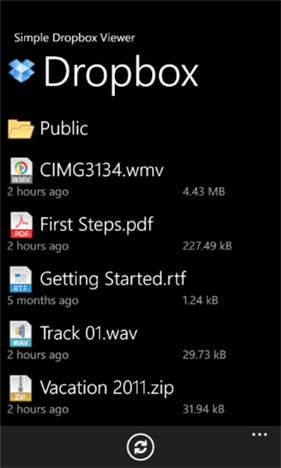 Simple Dropbox Viewer
Dropbox
Public
CIMG3134.wmv
WMV
2 hours ago 4.43 MB
First Steps.pdf
PDF
2 hours ago 227.49 kB
Getting Started.rtf
RTF
5 months ago 1.24 kB
Track 01.wav
WAV
2 hours ago 29.73 kB
Vacation 2011.zip
ZIP
2 hours ago 31.94 kB